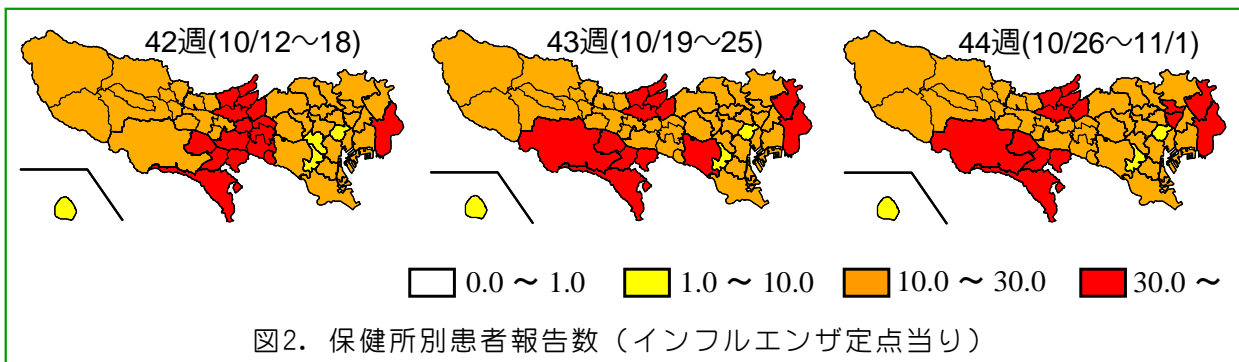 42週(10/12～18)
43週(10/19～25)
44週(10/26～11/1)
0.0 ～ 1.0
1.0 ～ 10.0
10.0 ～ 30.0
30.0 ～
図2. 保健所別患者報告数（インフルエンザ定点当り）